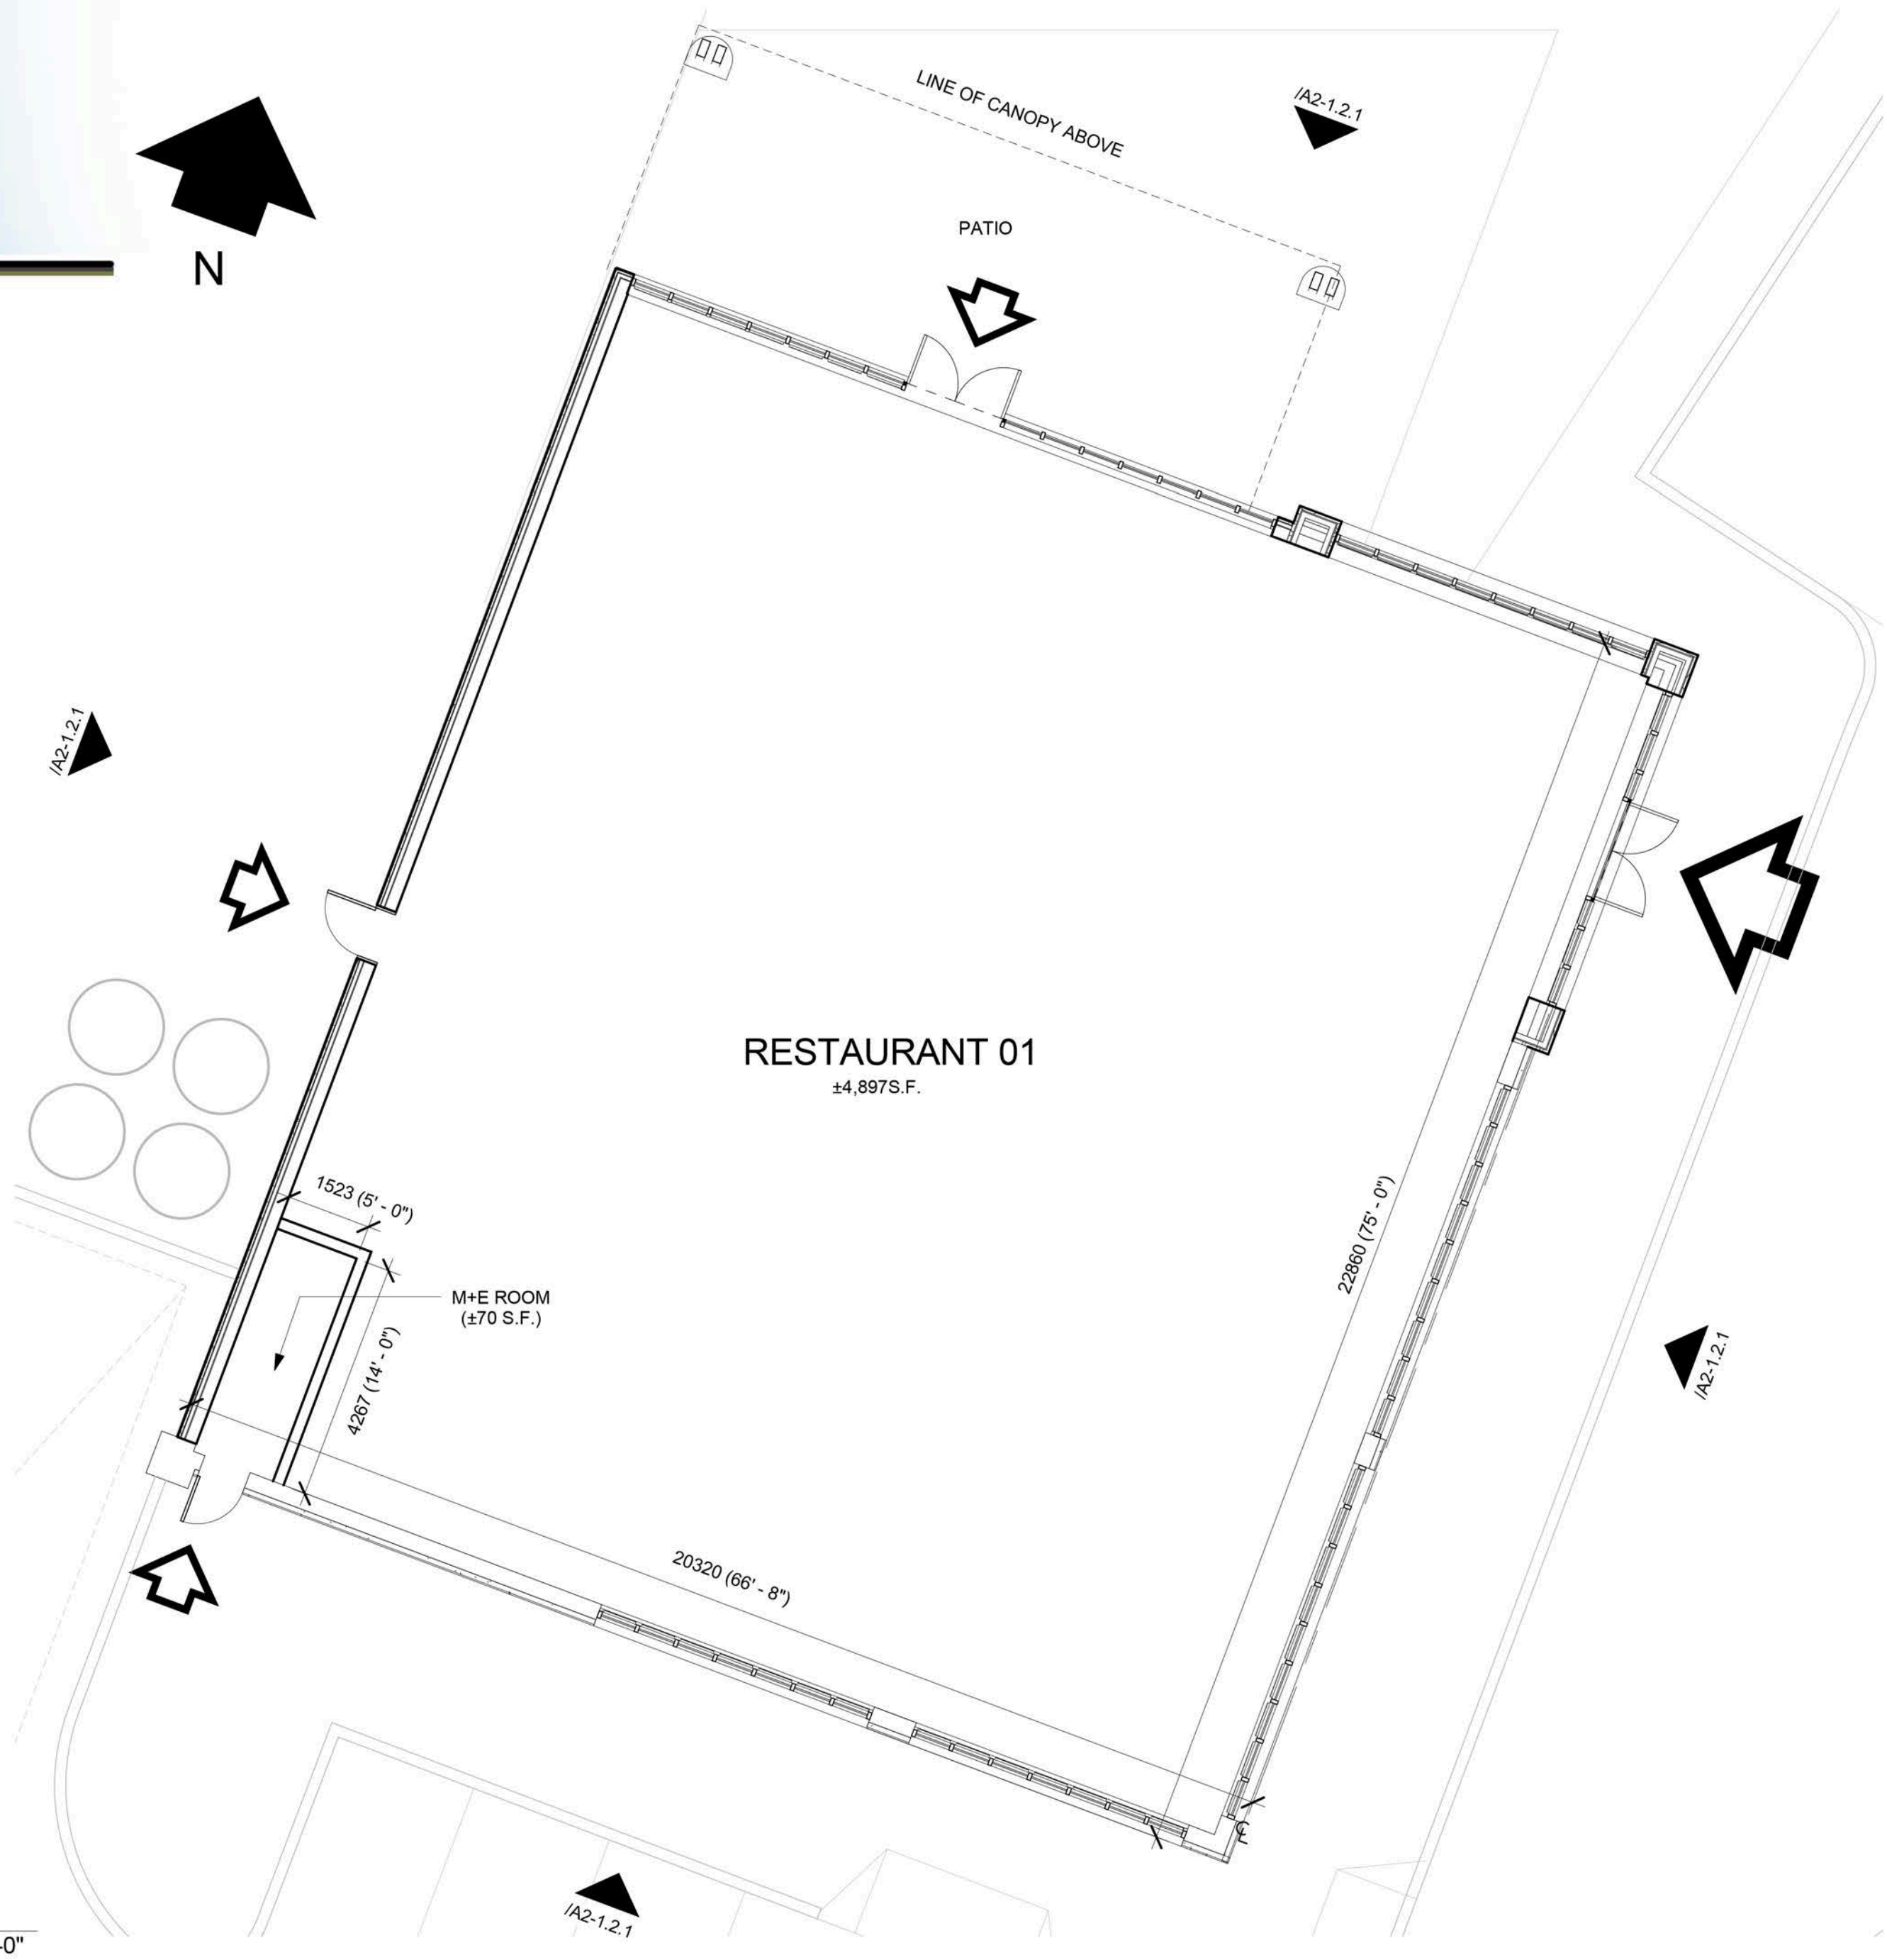 LINE OF CANOPY ABOVE
/A2-1.2.1
PATIO
N
/A2-1.2.1
RESTAURANT 01
±4,897S.F.
1523 (5' - 0")
22860 (75' - 0")
M+E ROOM
(±70 S.F.)
4267 (14' - 0")
/A2-1.2.1
20320 (66' - 8")
℄
/A2-1.2.1
-0"